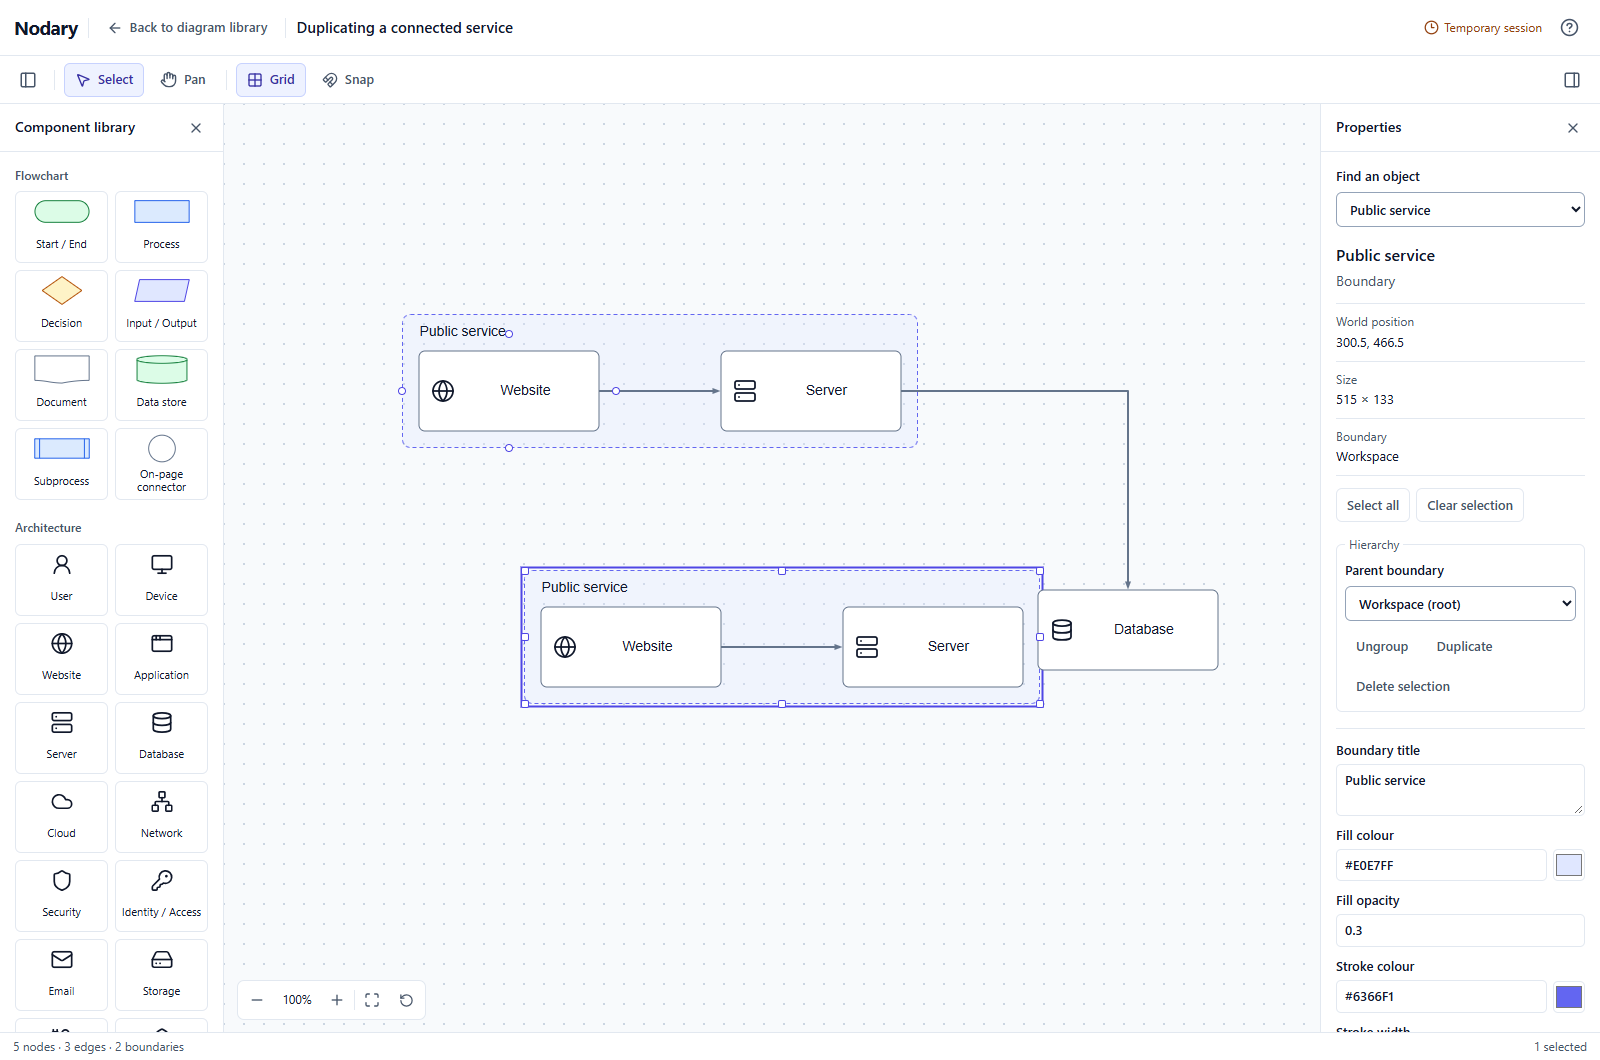 Nodary
Back to diagram library
Duplicating a connected service
Temporary session
Select
Pan
Grid
Snap
Component library
Flowchart
Start / End
Process
Decision
Input / Output
Document
Data store
Subprocess
On-page
connector
Architecture
User
Device
Website
Application
Server
Database
Cloud
Network
Security
Identity / Access
Email
Storage
Public service
Website
Server
Public service
Website
Server
Database
100%
Properties
Find an object
Public service
Public service
Boundary
World position
300.5, 466.5
Size
515 × 133
Boundary
Workspace
Select all
Clear selection
Hierarchy
Parent boundary
Workspace (root)
Ungroup
Duplicate
Delete selection
Boundary title
Public service
Fill colour
#E0E7FF
Fill opacity
0.3
Stroke colour
#6366F1
Stroke width
5 nodes · 3 edges · 2 boundaries
1 selected